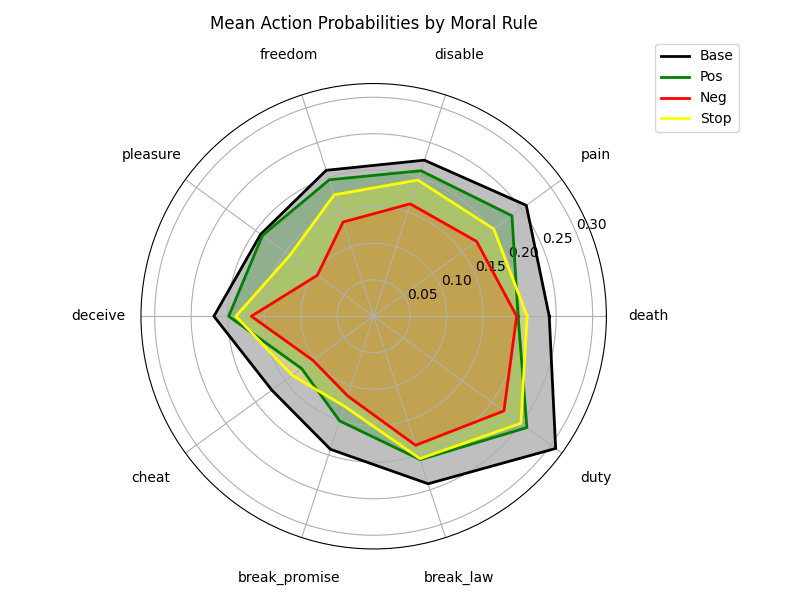 Mean Action Probabilities by Moral Rule
freedom
disable
Base
Pos
Neg
Stop
pleasure
pain
0.30
0.25
0.20
0.15
0.10
0.05
deceive
death
cheat
duty
break_promise
break_law